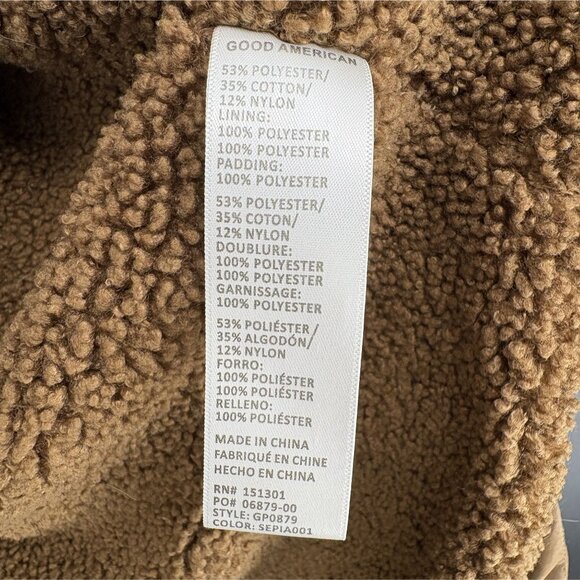 GOOD AMERICAN
53% POLYESTER/
35% COTTON/
12% NYLON
LINING:
100% POLYESTER
100% POLYESTER
PADDING:
100% POLYESTER
53% POLYESTER/
35% COTON/
12% NYLON
DOUBLURE:
100% POLYESTER
100% POLYESTER
GARNISSAGE:
100% POLYESTER
53% POLIÉSTER/
35% ALGODÓN/
12% NYLON
FORRO:
100% POLIÉSTER
100% POLIÉSTER
RELLENO:
100% POLIÉSTER
MADE IN CHINA
FABRIQUÉ EN CHINE
HECHO EN CHINA
RN# 151301
PO# 06879-00
STYLE: GP0879
COLOR: SEPIA001